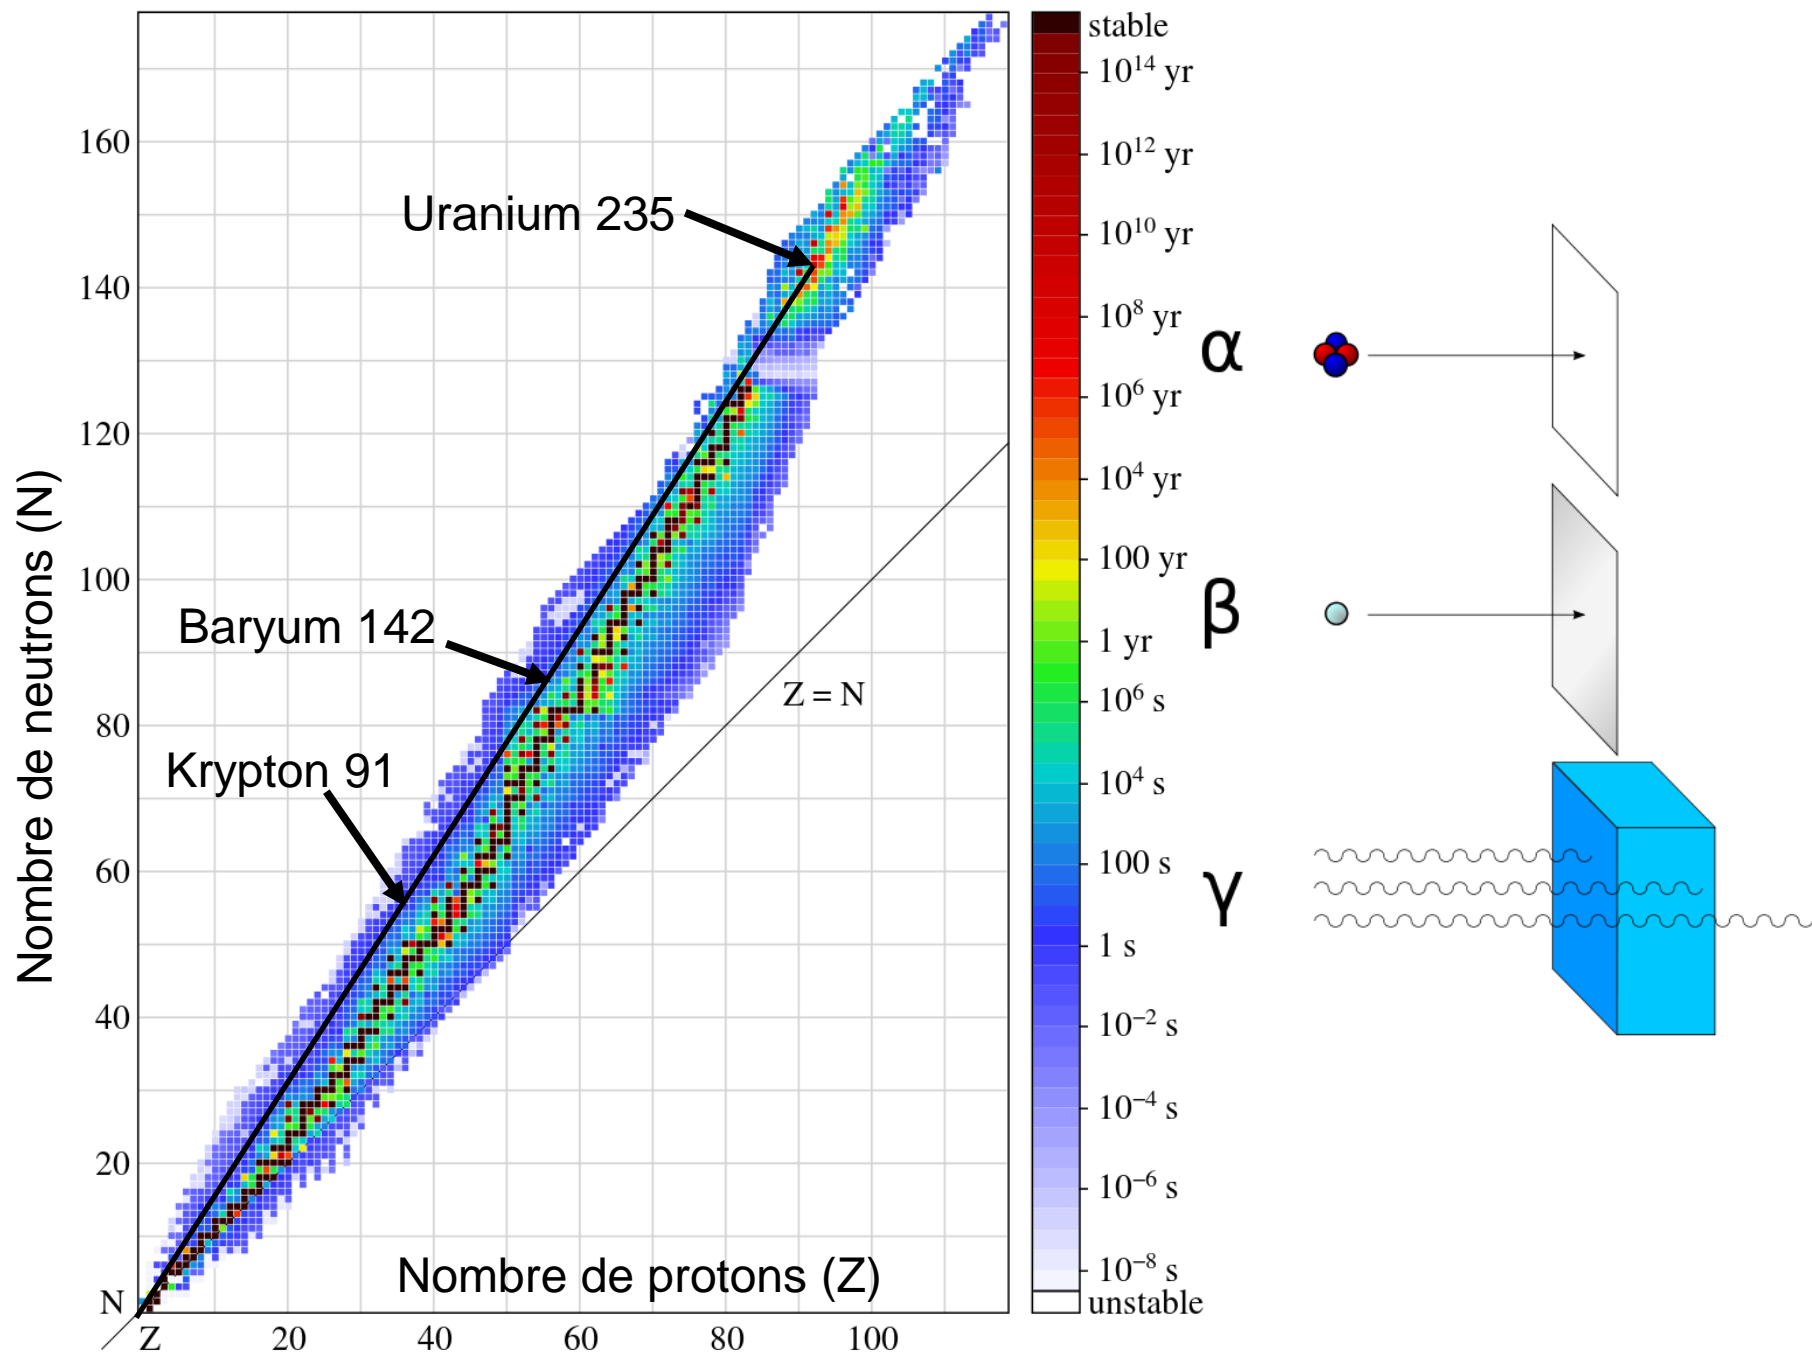 Nombre de neutrons (N)
160
140
120
100
80
60
40
20
N
Z
20
40
60
80
100
Nombre de protons (Z)
Uranium 235
Baryum 142
Krypton 91
Z = N
stable
10¹⁴ yr
10¹² yr
10¹⁰ yr
10⁸ yr
10⁶ yr
10⁴ yr
100 yr
1 yr
10⁶ s
10⁴ s
100 s
1 s
10⁻² s
10⁻⁴ s
10⁻⁶ s
10⁻⁸ s
unstable
α
β
γ